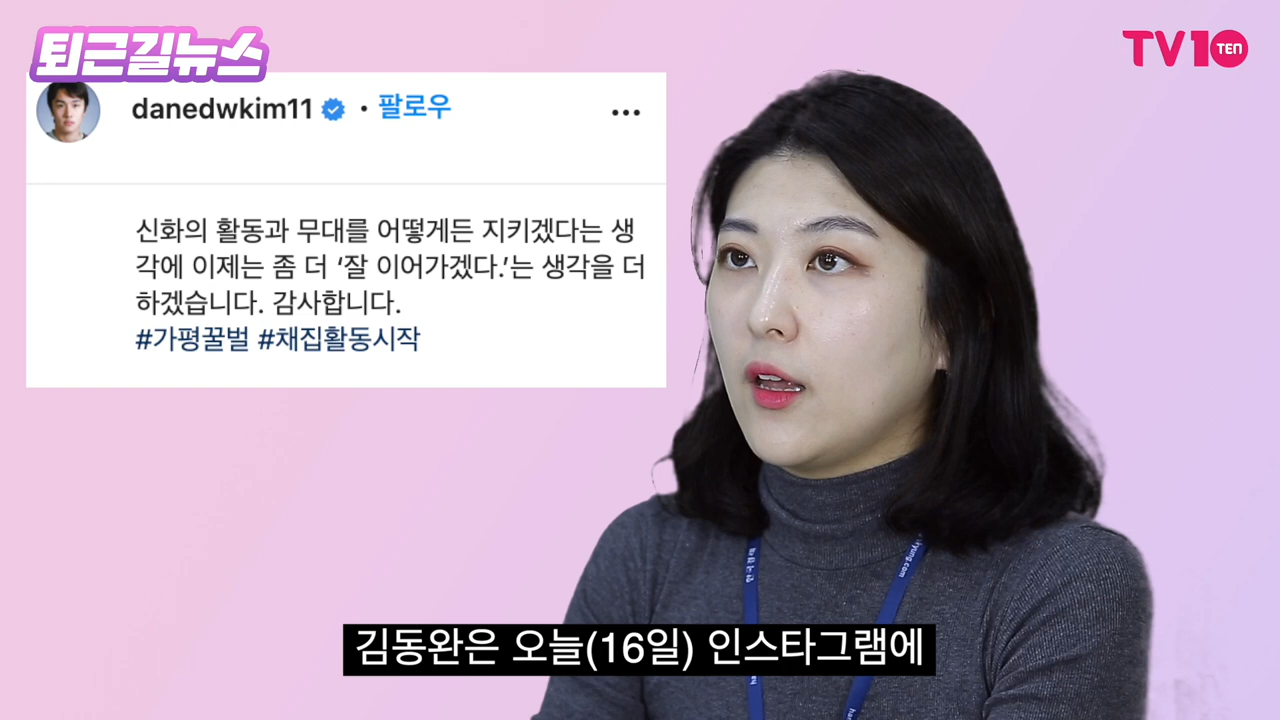 퇴근길뉴스
TV10
TEN
danedwkim11 • 팔로우 ...
신화의 활동과 무대를 어떻게든 지키겠다는 생
각에 이제는 좀 더 ‘잘 이어가겠다.’는 생각을 더
하겠습니다. 감사합니다.
#가평꿀벌 #채집활동시작
김동완은 오늘(16일) 인스타그램에